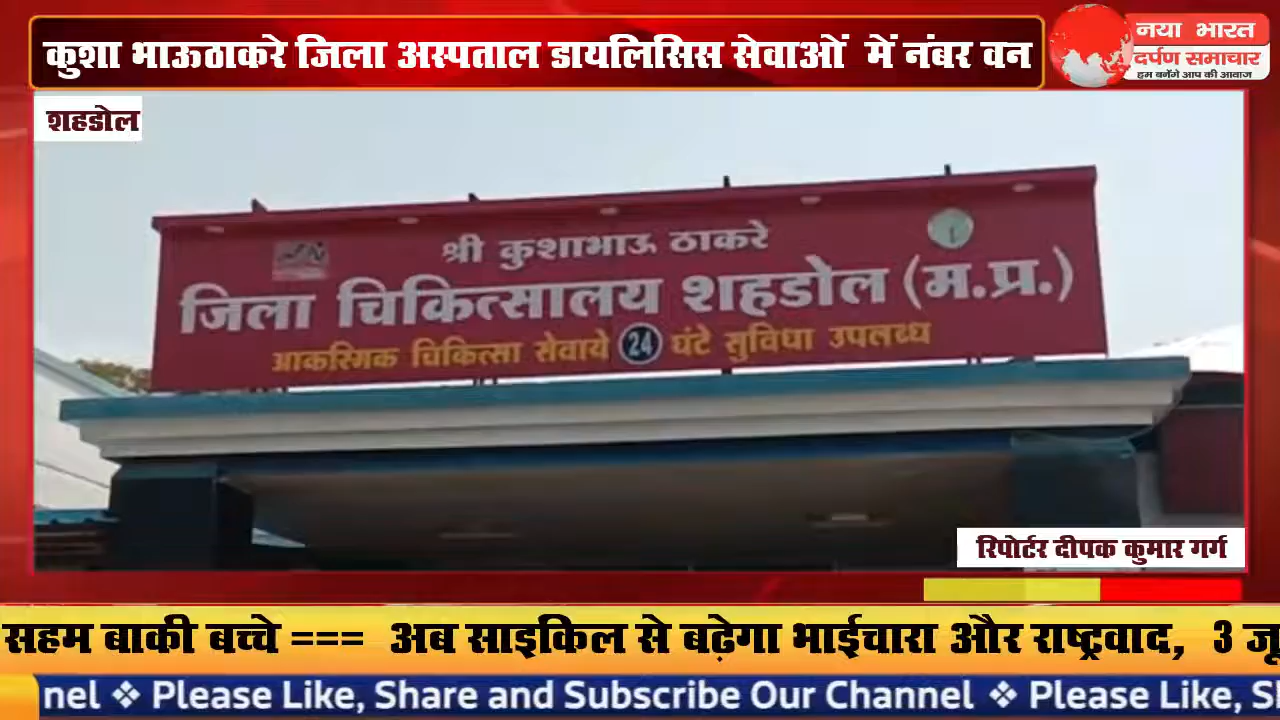 कुशा भाऊठाकरे जिला अस्पताल डायलिसिस सेवाओं में नंबर वन
नया भारत
दर्पण समाचार
हम बनेंगे आप की आवाज
शहडोल
श्री कुशाभाऊ ठाकरे
जिला चिकित्सालय शहडोल (म.प्र.)
आकस्मिक चिकित्सा सेवाये 24 घंटे सुविधा उपलब्ध
रिपोर्टर दीपक कुमार गर्ग
सहम बाकी बच्चे === अब साइकिल से बढ़ेगा भाईचारा और राष्ट्रवाद, 3 जू
nel ❖ Please Like, Share and Subscribe Our Channel ❖ Please Like, S